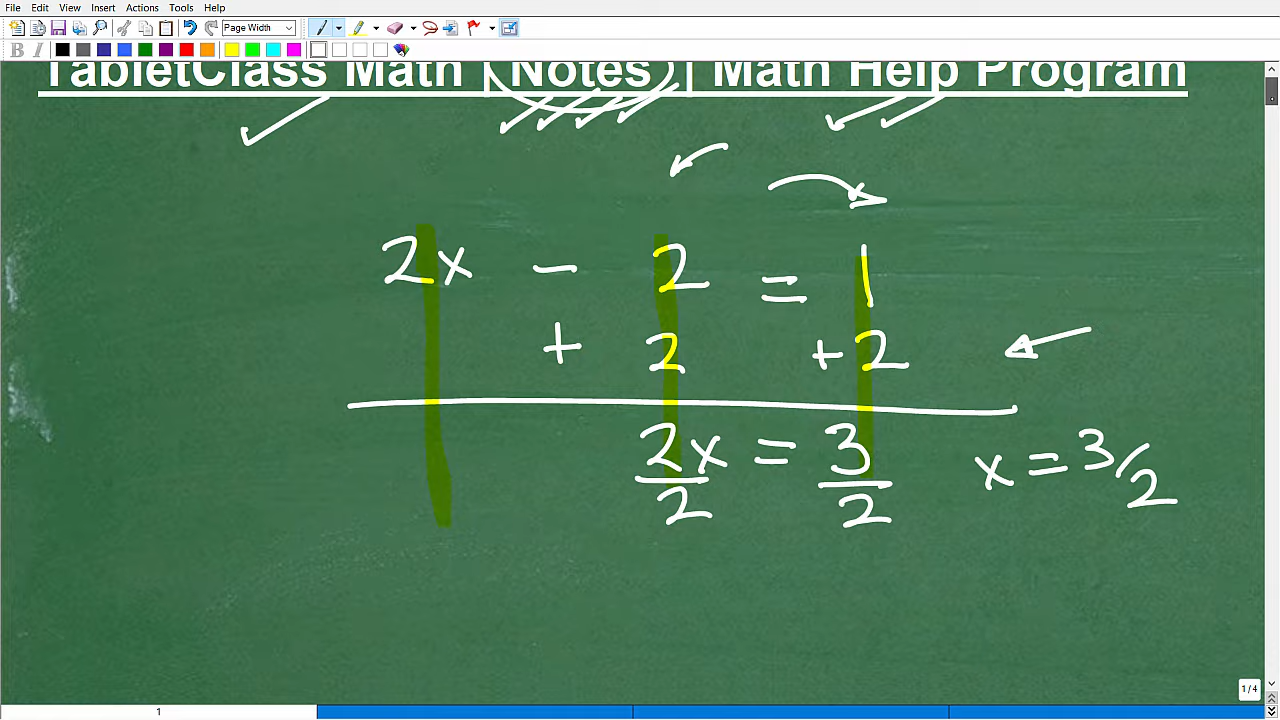 File Edit View Insert Actions Tools Help
Page Width
B I
TabletClass Math | Notes | Math Help Program
2x − 2 = 1
+ 2 + 2
2x = 3 x = 3/2
2 2
1/4
1